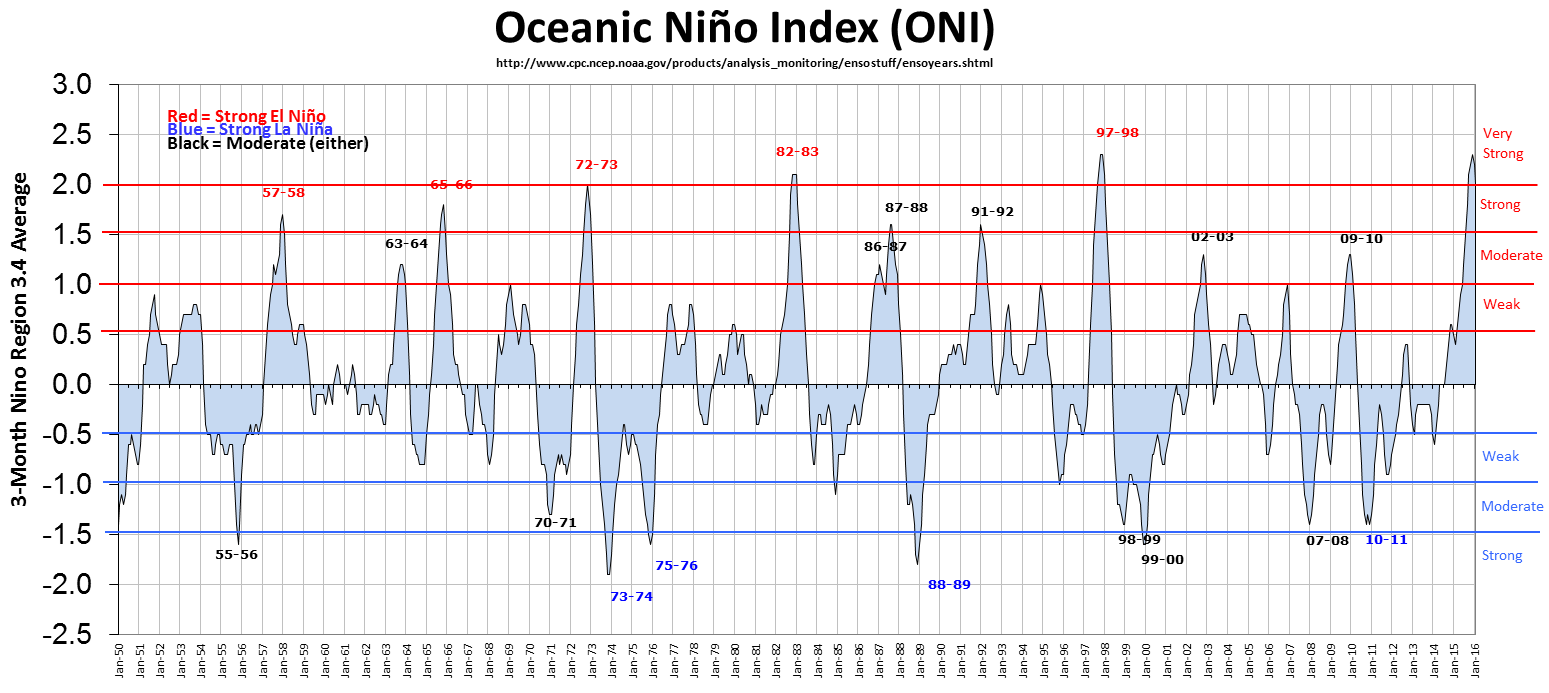 Oceanic Niño Index (ONI)
http://www.cpc.ncep.noaa.gov/products/analysis_monitoring/ensostuff/ensoyears.shtml
3-Month Nino Region 3.4 Average
3.0
2.5
2.0
1.5
1.0
0.5
0.0
-0.5
-1.0
-1.5
-2.0
-2.5
Red = Strong El Niño
Blue = Strong La Niña
Black = Moderate (either)
55-56
57-58
63-64
65-66
70-71
72-73
73-74
75-76
82-83
86-87
87-88
88-89
91-92
97-98
98-99
99-00
02-03
07-08
09-10
10-11
Very
Strong
Strong
Moderate
Weak
Weak
Moderate
Strong
Jan-50
Jan-51
Jan-52
Jan-53
Jan-54
Jan-55
Jan-56
Jan-57
Jan-58
Jan-59
Jan-60
Jan-61
Jan-62
Jan-63
Jan-64
Jan-65
Jan-66
Jan-67
Jan-68
Jan-69
Jan-70
Jan-71
Jan-72
Jan-73
Jan-74
Jan-75
Jan-76
Jan-77
Jan-78
Jan-79
Jan-80
Jan-81
Jan-82
Jan-83
Jan-84
Jan-85
Jan-86
Jan-87
Jan-88
Jan-89
Jan-90
Jan-91
Jan-92
Jan-93
Jan-94
Jan-95
Jan-96
Jan-97
Jan-98
Jan-99
Jan-00
Jan-01
Jan-02
Jan-03
Jan-04
Jan-05
Jan-06
Jan-07
Jan-08
Jan-09
Jan-10
Jan-11
Jan-12
Jan-13
Jan-14
Jan-15
Jan-16